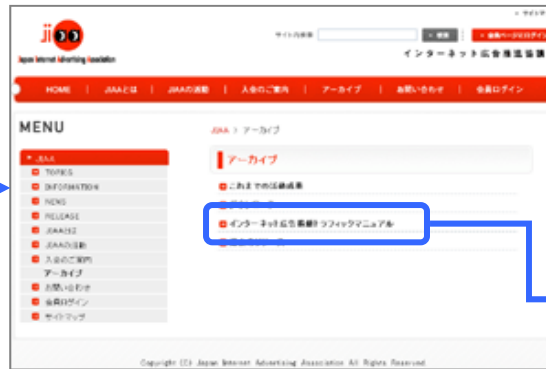 サイト内検索
検索
jiaa
Japan Internet Advertising Association
インターネット広告推進協議
HOME
JIAAとは
JIAAの活動
入会のご案内
アーカイブ
お問い合わせ
会員ログイン
MENU
JIAA > アーカイブ
JIAA
TOPICS
INFORMATION
NEWS
RELEASE
JIAAとは
JIAAの活動
入会のご案内
アーカイブ
お問い合わせ
会員ログイン
サイトマップ
アーカイブ
これまでの活動成果
インターネット広告掲載トラフィックマニュアル
Copyright (C) Japan Internet Advertising Association All Rights Reserved.